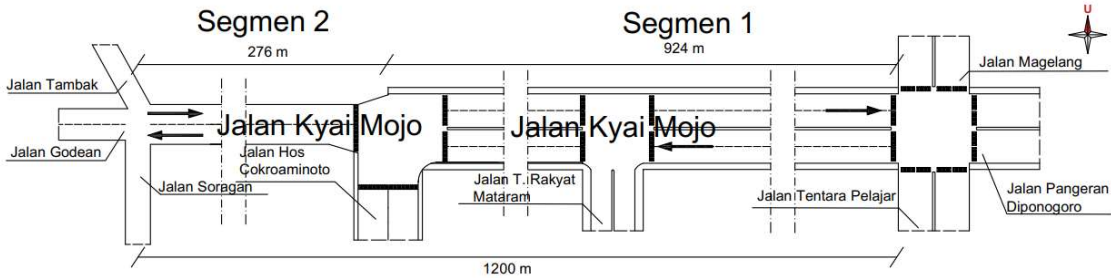 Segmen 2
Segmen 1
U
276 m
924 m
Jalan Magelang
Jalan Tambak
Jalan Kyai Mojo
Jalan Kyai Mojo
Jalan Godean
Jalan Hos
Cokroaminoto
Jalan Soragan
Jalan T. Rakyat
Mataram
Jalan Tentara Pelajar
Jalan Pangeran
Diponogoro
1200 m